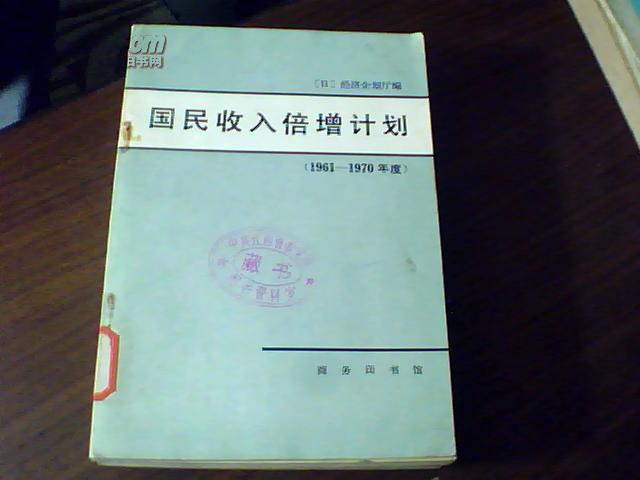 [日] 经济企划厅编
国民收入倍增计划
(1961—1970年度)
藏书
商务印书馆